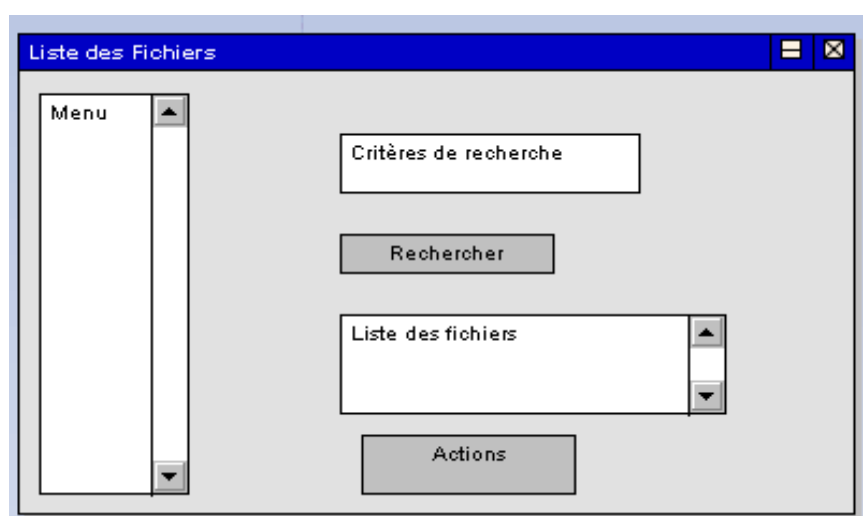 Liste des Fichiers
Menu
Critères de recherche
Rechercher
Liste des fichiers
Actions